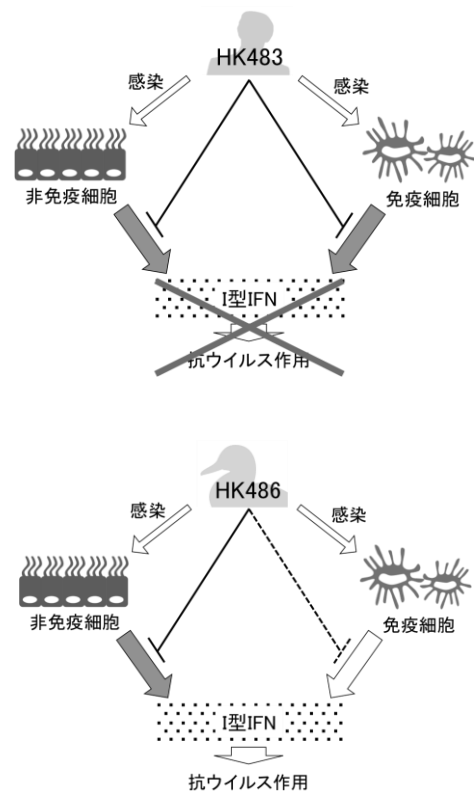 HK483
感染
感染
非免疫細胞
免疫細胞
I型IFN
抗ウイルス作用
HK486
感染
感染
非免疫細胞
免疫細胞
I型IFN
抗ウイルス作用